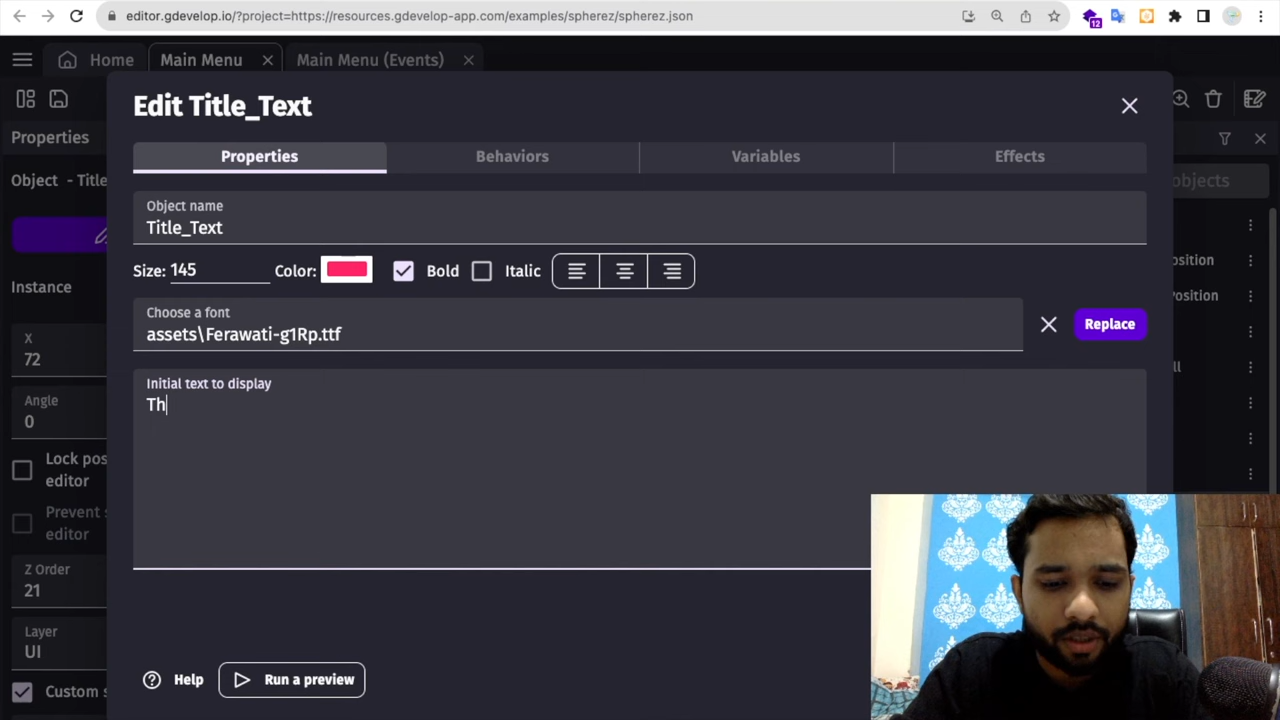 editor.gdevelop.io/?project=https://resources.gdevelop-app.com/examples/spherez/spherez.json
12
Home
Main Menu
Main Menu (Events)
Properties
Edit Title_Text
Properties
Behaviors
Variables
Effects
Object - Title
objects
Object name
Title_Text
Size: 145
Color:
Bold
Italic
Instance
Choose a font
assets\Ferawati-g1Rp.ttf
Replace
X
72
Initial text to display
Th
Angle
0
Lock pos
editor
Prevent s
editor
Z Order
21
Layer
UI
Custom s
Help
Run a preview
osition
Position
ll